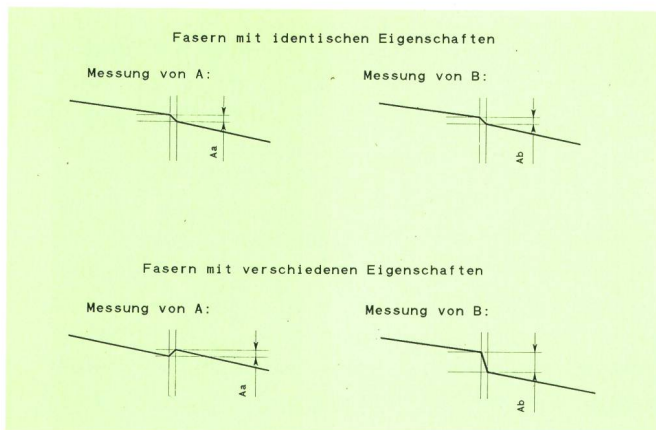 Fasern mit identischen Eigenschaften
Messung von A:
Messung von B:
Aa
Ab
Fasern mit verschiedenen Eigenschaften
Messung von A:
Messung von B:
Aa
Ab